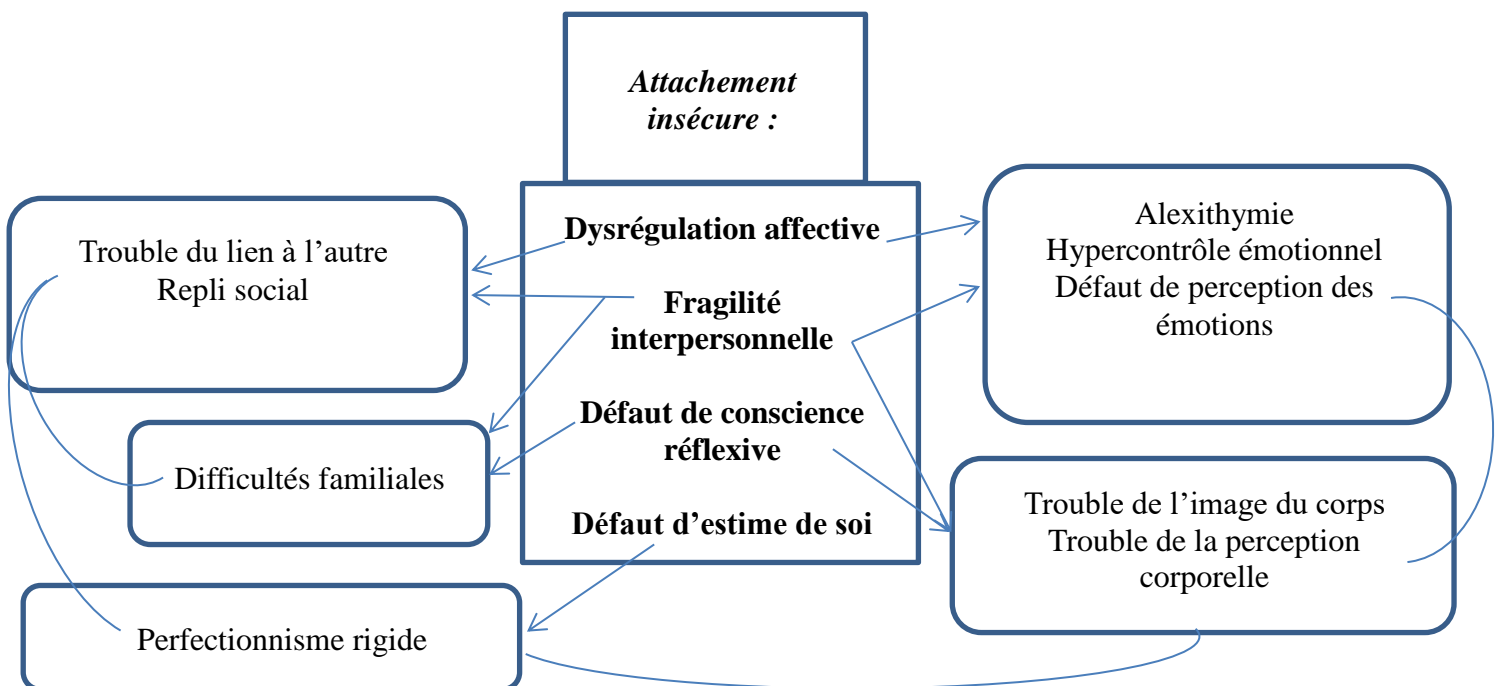 Attachement
insécure :
Dysrégulation affective
Fragilité
interpersonnelle
Défaut de conscience
réflexive
Défaut d’estime de soi
Trouble du lien à l’autre
Repli social
Difficultés familiales
Perfectionnisme rigide
Alexithymie
Hypercontrôle émotionnel
Défaut de perception des
émotions
Trouble de l’image du corps
Trouble de la perception
corporelle